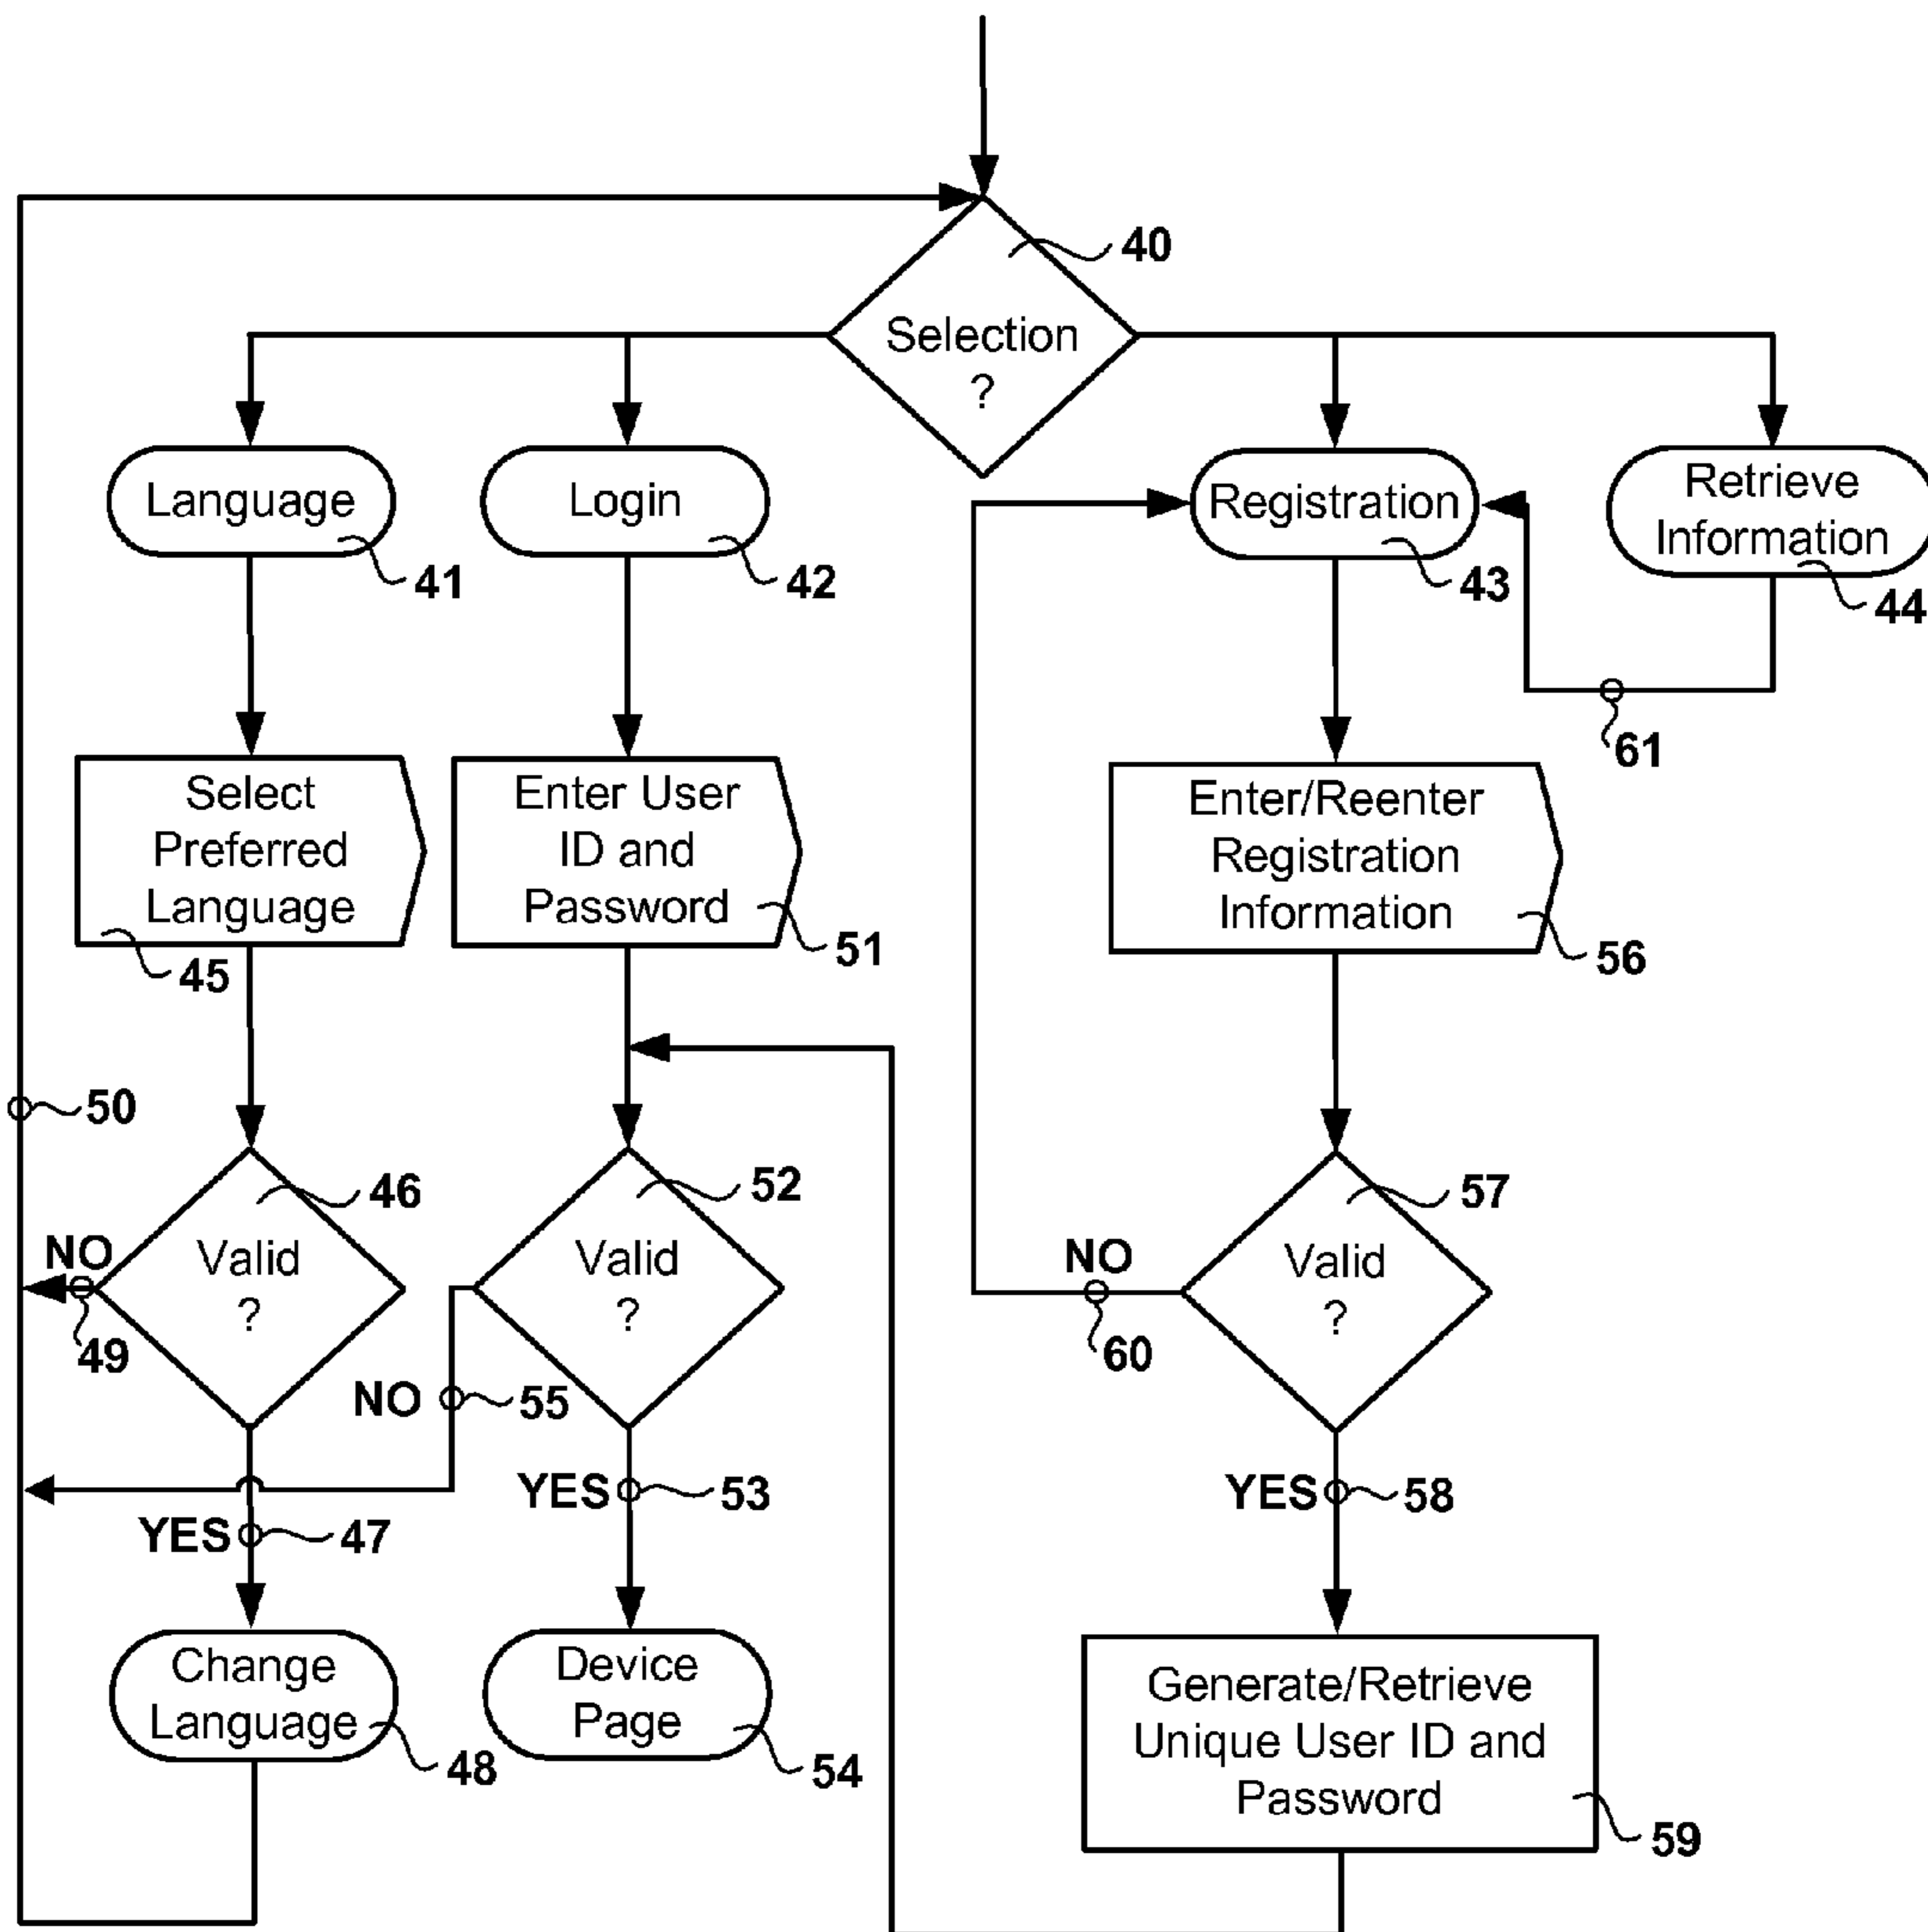 40
Selection
?
Language
41
Login
42
Registration
43
Retrieve
Information
44
61
Select
Preferred
Language
45
Enter User
ID and
Password
51
Enter/Reenter
Registration
Information
56
50
46
Valid
?
NO
49
52
Valid
?
NO
55
57
Valid
?
NO
60
YES
47
YES
53
YES
58
Change
Language
48
Device
Page
54
Generate/Retrieve
Unique User ID and
Password
59